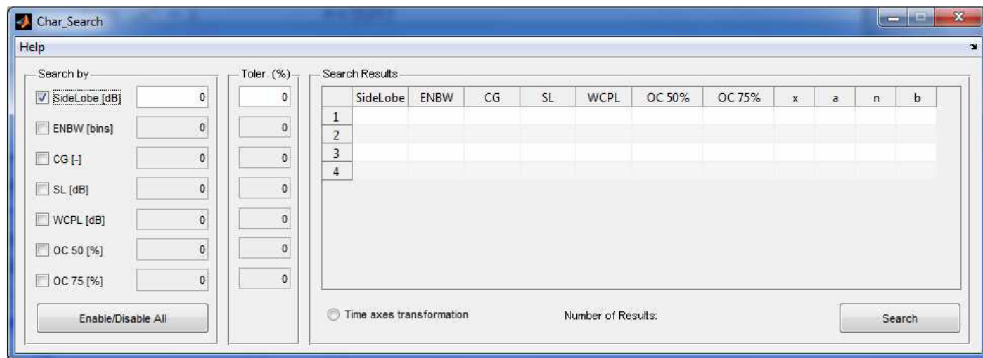 Char_Search
Help
Search by
Toler. (%)
Search Results
SideLobe [dB] 0 0
ENBW [bins] 0 0
CG [-] 0 0
SL [dB] 0 0
WCPL [dB] 0 0
OC 50 [%] 0 0
OC 75 [%] 0 0
Enable/Disable All
SideLobe ENBW CG SL WCPL OC 50% OC 75% x a n b
1
2
3
4
Time axes transformation
Number of Results:
Search